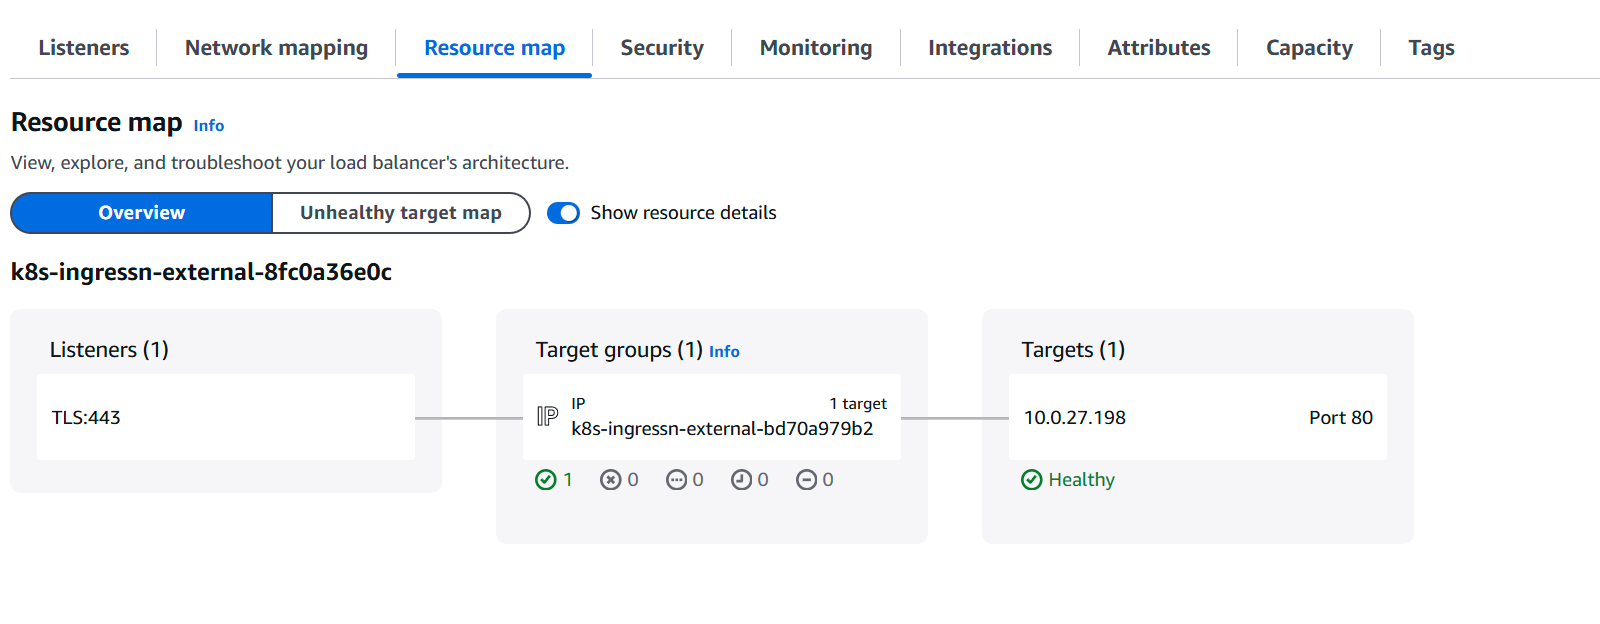 Listeners Network mapping Resource map Security Monitoring Integrations Attributes Capacity Tags
Resource map Info
View, explore, and troubleshoot your load balancer's architecture.
Overview Unhealthy target map Show resource details
k8s-ingressn-external-8fc0a36e0c
Listeners (1)
TLS:443
Target groups (1) Info
IP
IP 1 target
k8s-ingressn-external-bd70a979b2
1 0 0 0 0
Targets (1)
10.0.27.198 Port 80
Healthy